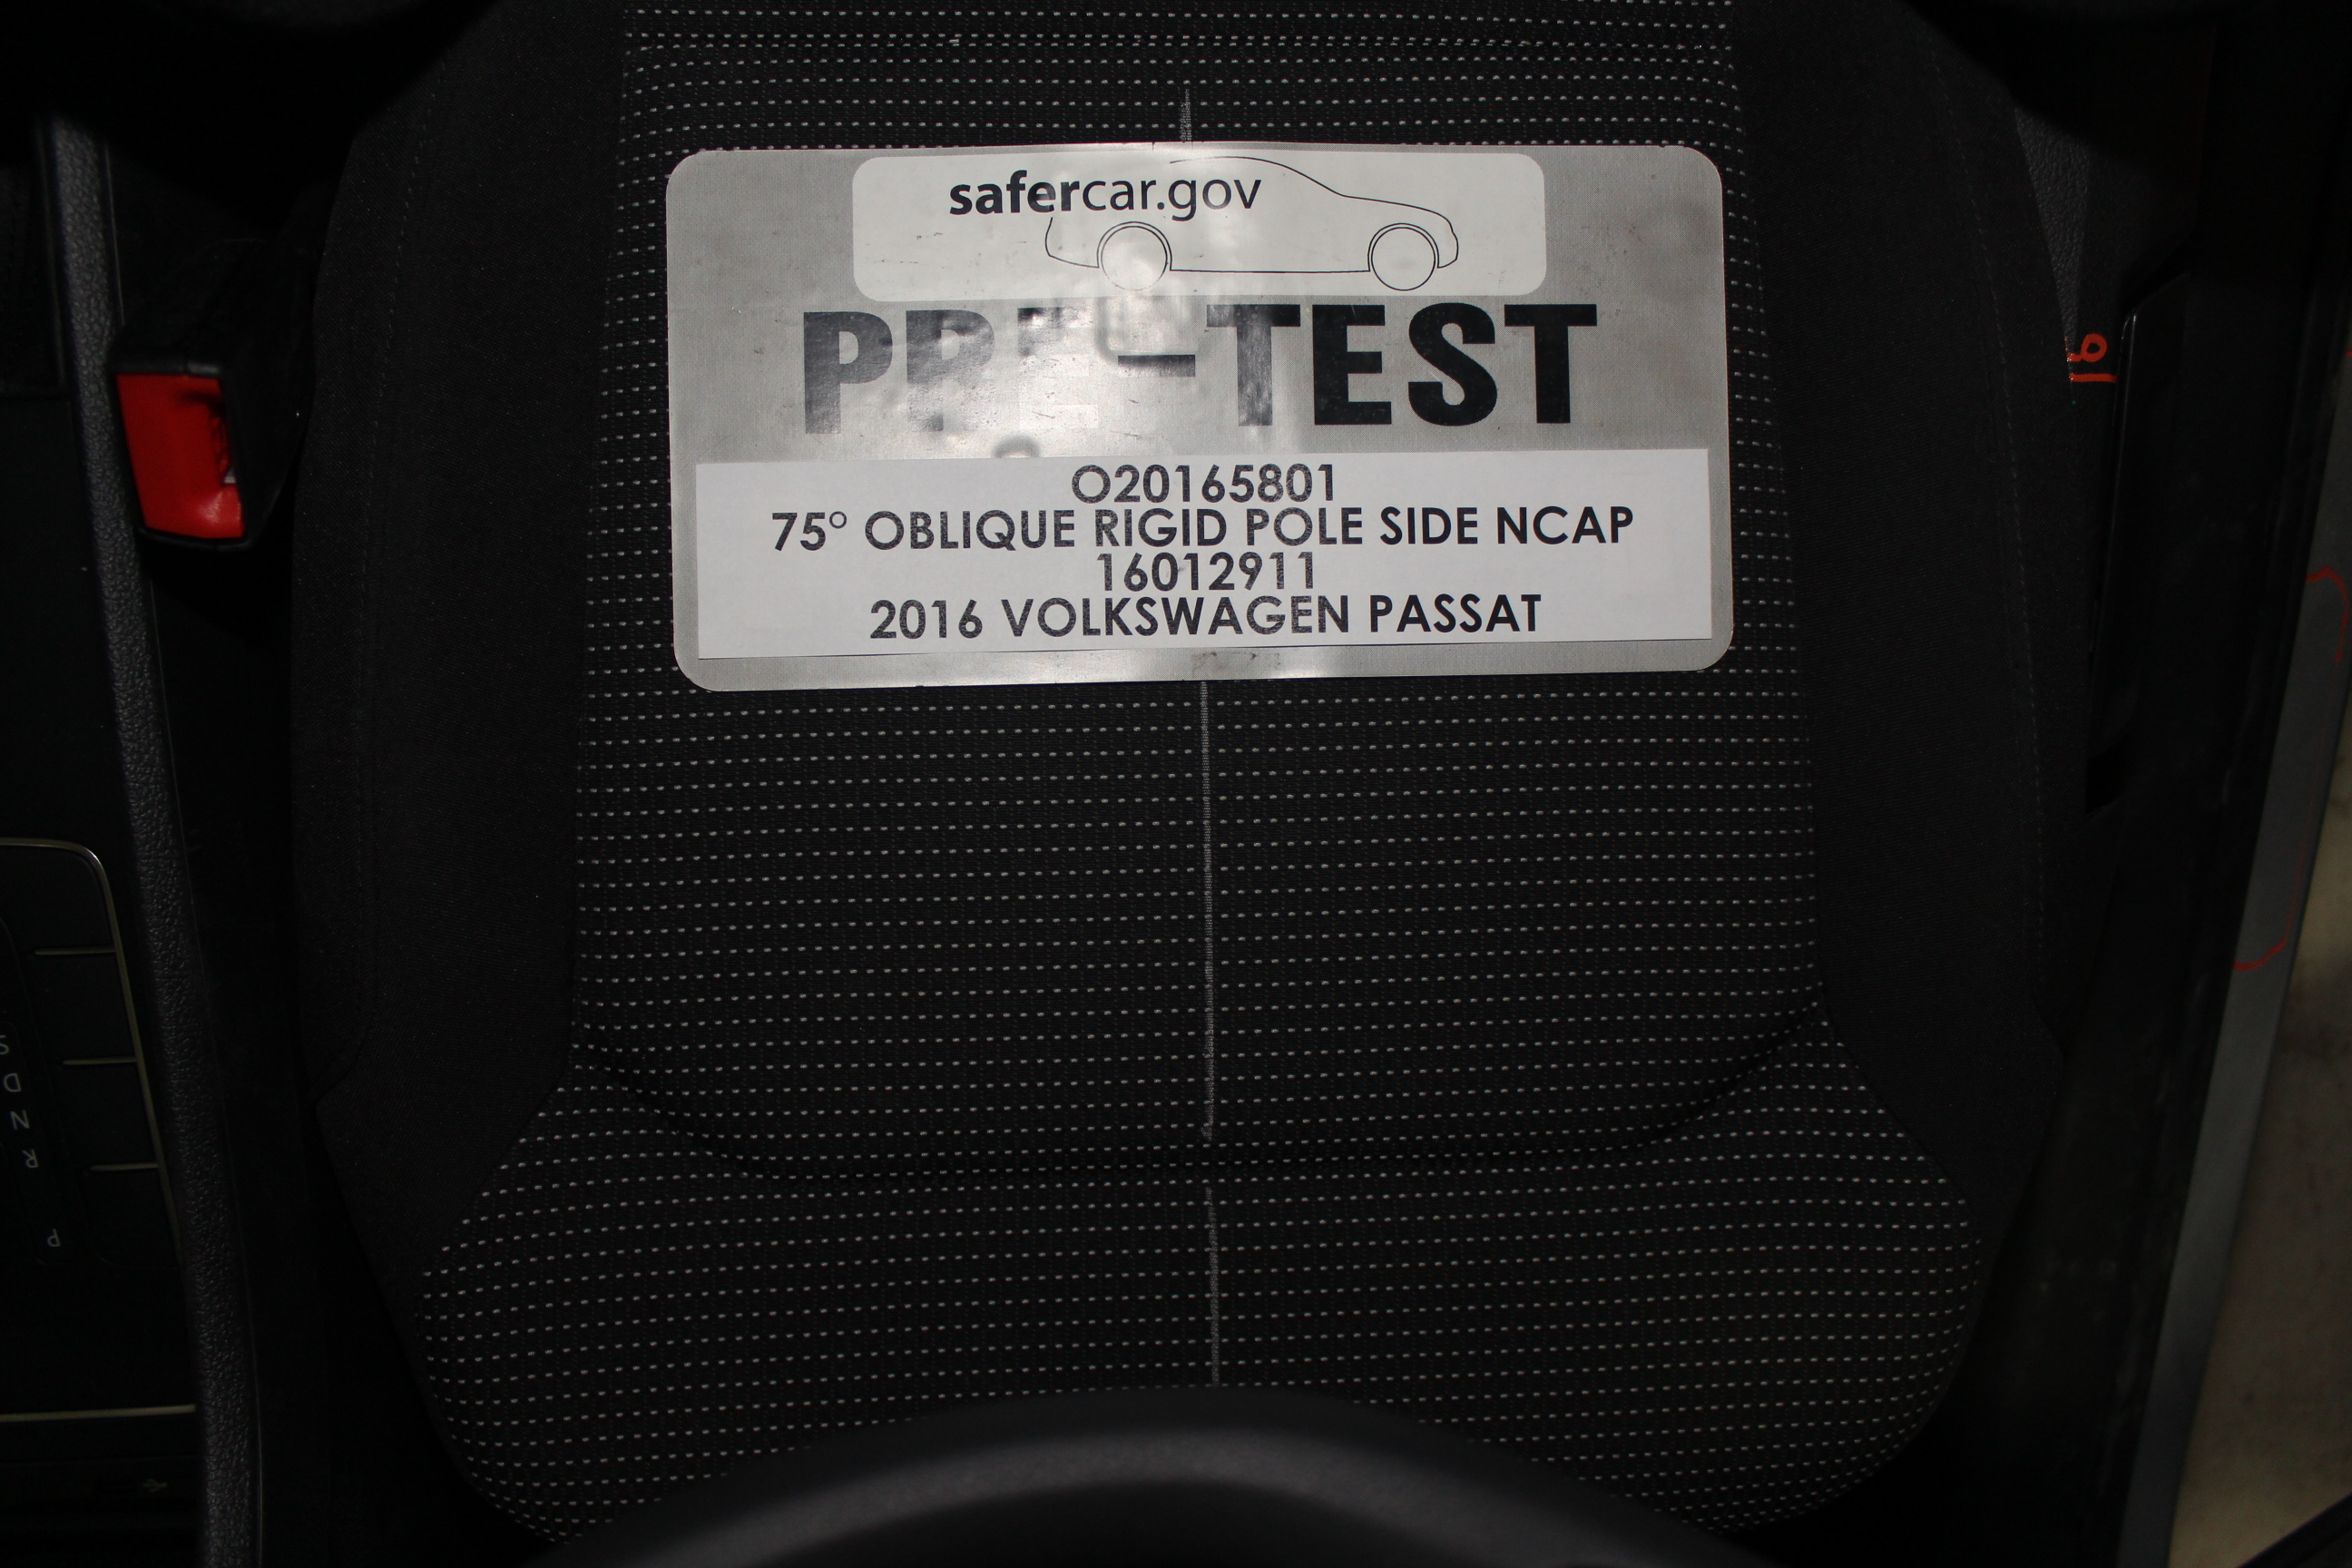 safercar.gov
PRE-TEST
O20165801
75° OBLIQUE RIGID POLE SIDE NCAP
16012911
2016 VOLKSWAGEN PASSAT
S
D
N
R
P